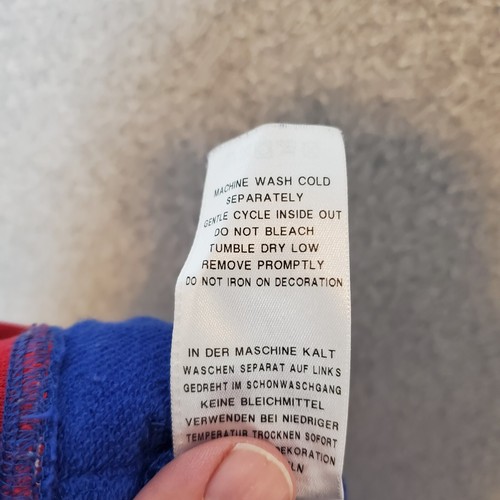 MACHINE WASH COLD
SEPARATELY
GENTLE CYCLE INSIDE OUT
DO NOT BLEACH
TUMBLE DRY LOW
REMOVE PROMPTLY
DO NOT IRON ON DECORATION
IN DER MASCHINE KALT
WASCHEN SEPARAT AUF LINKS
GEDREHT IM SCHONWASCHGANG
KEINE BLEICHMITTEL
VERWENDEN BEI NIEDRIGER
TEMPERATUR TROCKNEN SOFORT